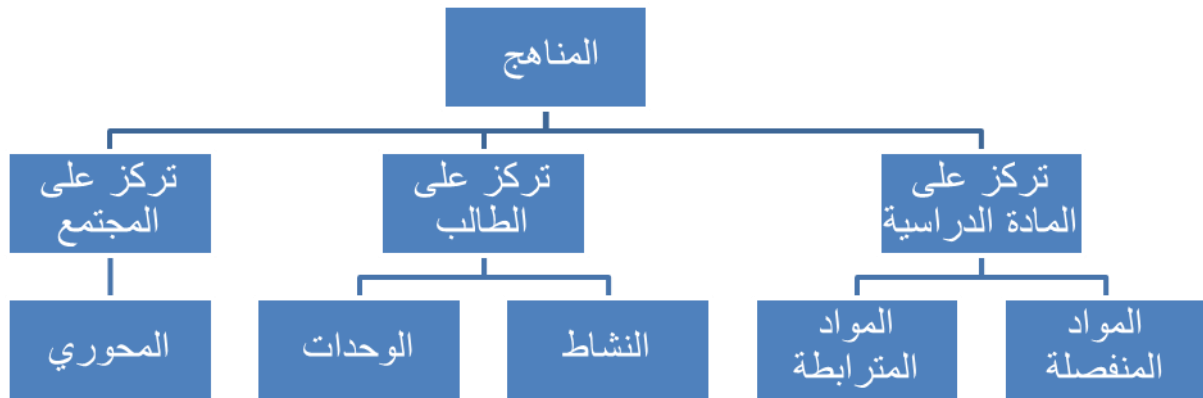 المناهج
تركز على
المادة الدراسية
تركز على
الطالب
تركز على
المجتمع
المواد
المنفصلة
المواد
المترابطة
النشاط
الوحدات
المحوري